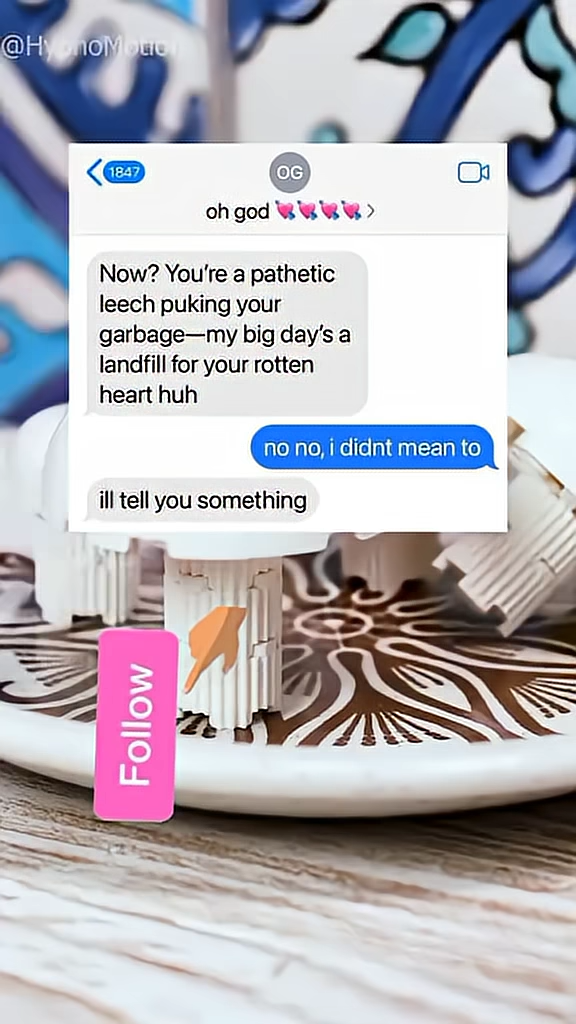 @HypnoMotion
1847
OG
oh god 💘💘💘💘
Now? You're a pathetic
leech puking your
garbage—my big day's a
landfill for your rotten
heart huh
no no, i didnt mean to
ill tell you something
Follow